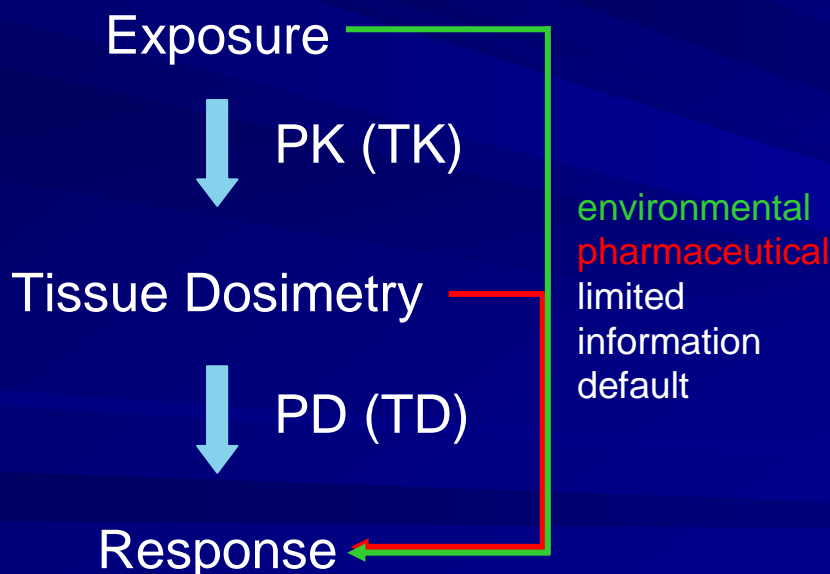 Exposure
PK (TK)
environmental
pharmaceutical
limited
information
default
Tissue Dosimetry
PD (TD)
Response